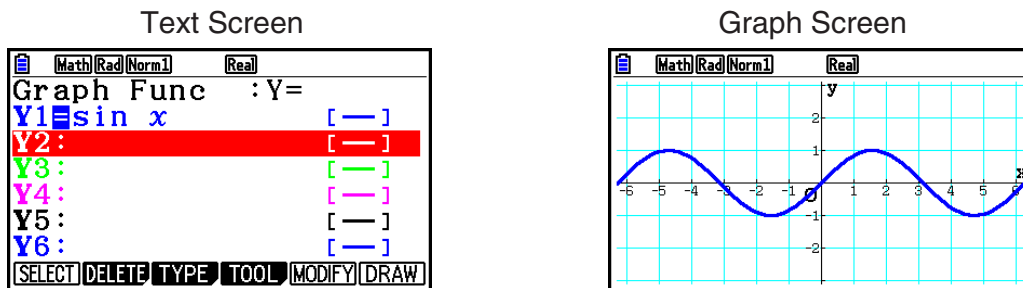 Text Screen
Math Rad Norm1 Real
Graph Func :Y=
Y1=sin x [—]
Y2: [—]
Y3: [—]
Y4: [—]
Y5: [—]
Y6: [—]
SELECT DELETE TYPE TOOL MODIFY DRAW
Graph Screen
Math Rad Norm1 Real
y
2
1
-6 -5 -4 -3 -2 -1 O 1 2 3 4 5 6 x
-1
-2